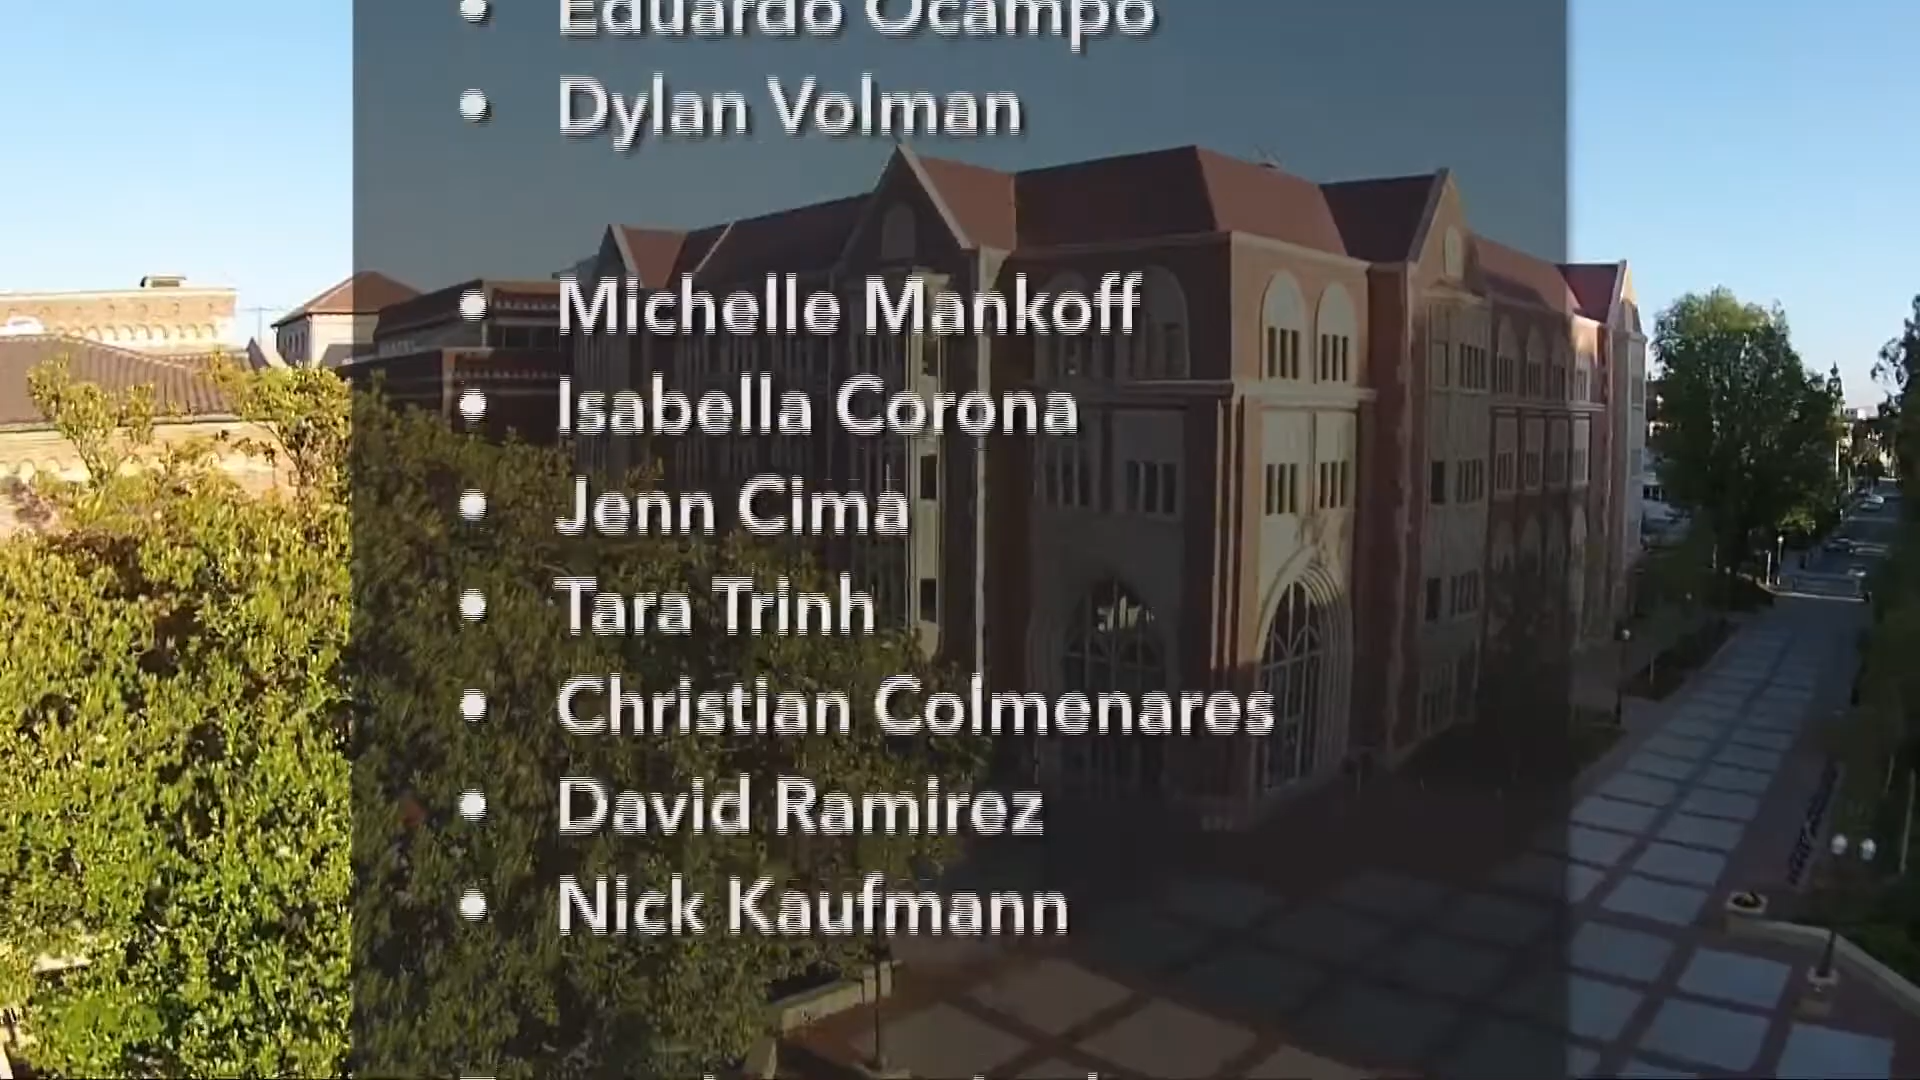 • Eduardo Ocampo
• Dylan Volman
• Michelle Mankoff
• Isabella Corona
• Jenn Cima
• Tara Trinh
• Christian Colmenares
• David Ramirez
• Nick Kaufmann